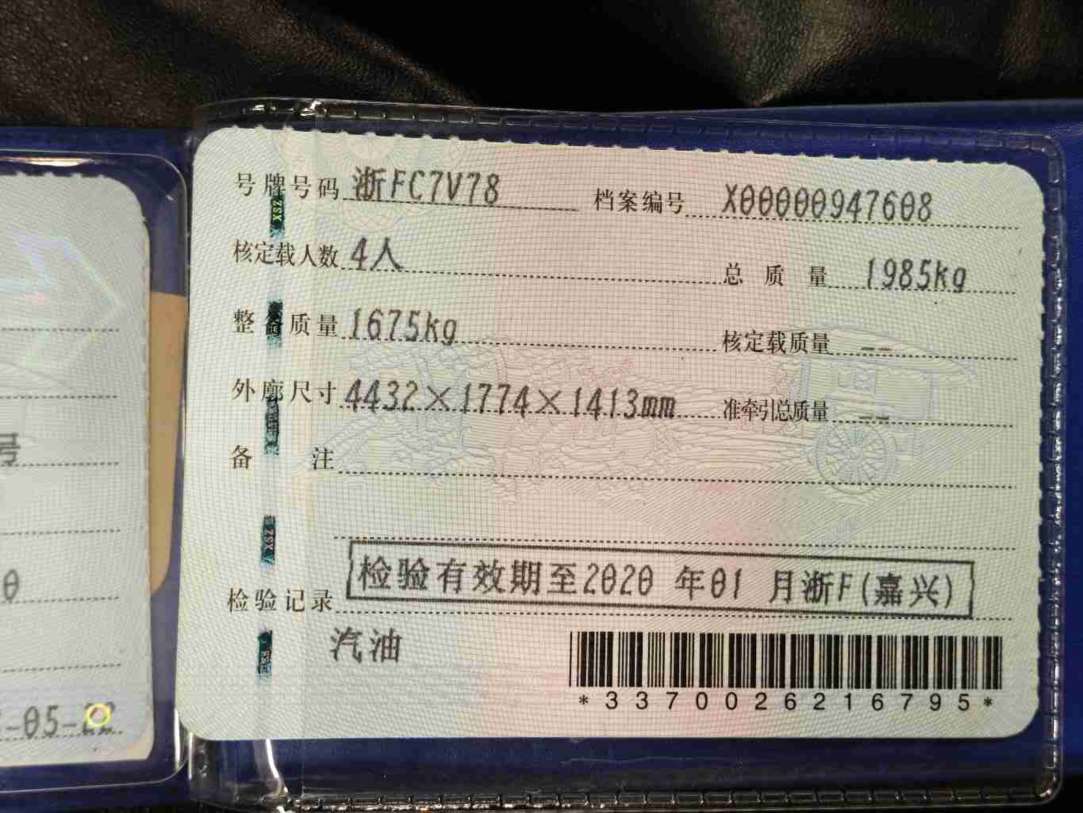 号牌号码 浙FC7V78 档案编号 X00000947608
核定载人数 4人 总质量 1985kg
整备质量 1675kg 核定载质量 --
外廓尺寸 4432×1774×1413mm 准牵引总质量 --
备注
检验记录 检验有效期至2020 年01 月浙F(嘉兴)
汽油
*3370026216795*
号
0
-05-